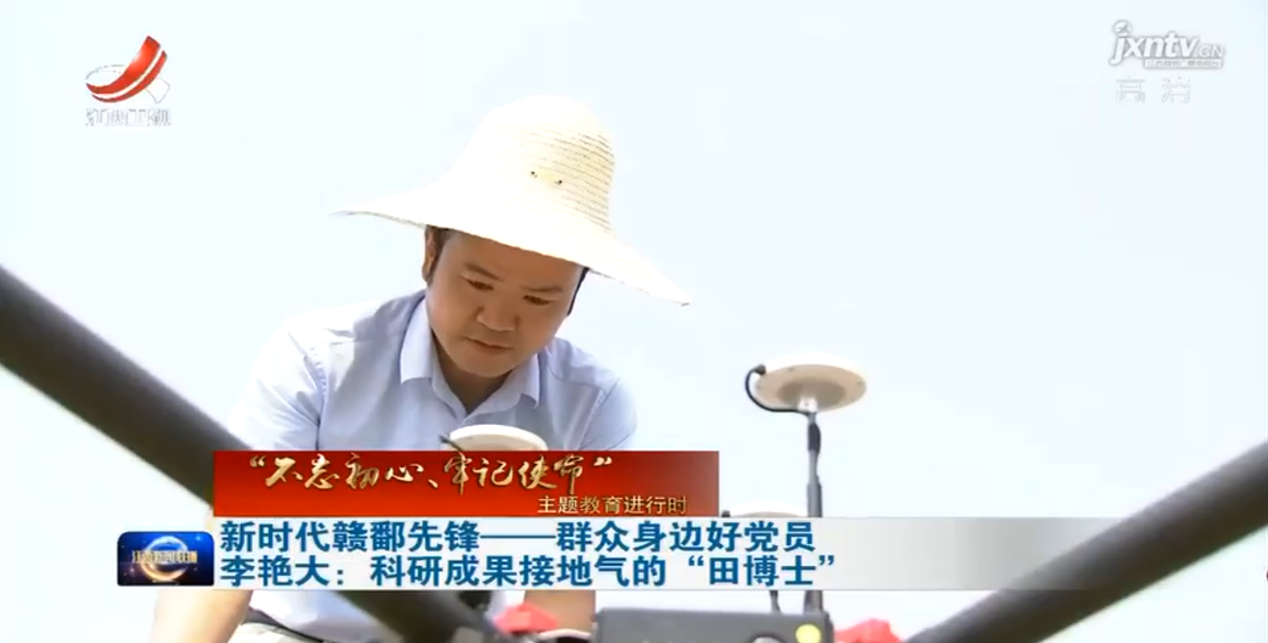 jxntv.CN
高清
“不忘初心、牢记使命”
主题教育进行时
新时代赣鄱先锋——群众身边好党员
李艳大：科研成果接地气的“田博士”